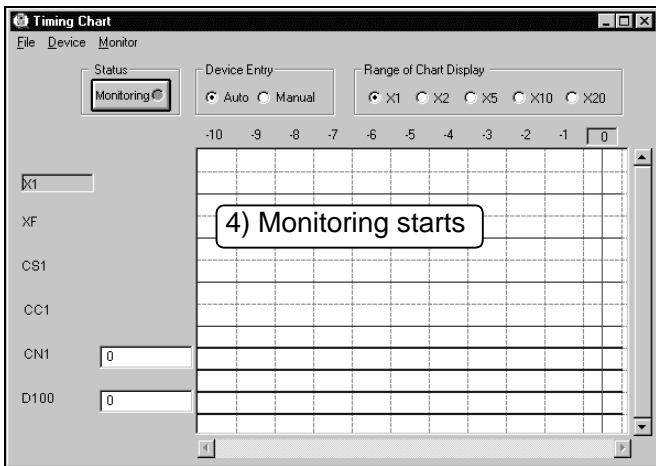 Timing Chart
File Device Monitor
Status
Monitoring
Device Entry
Auto Manual
Range of Chart Display
X1 X2 X5 X10 X20
-10 -9 -8 -7 -6 -5 -4 -3 -2 -1 0
X1
XF
4) Monitoring starts
CS1
CC1
CN1 0
D100 0